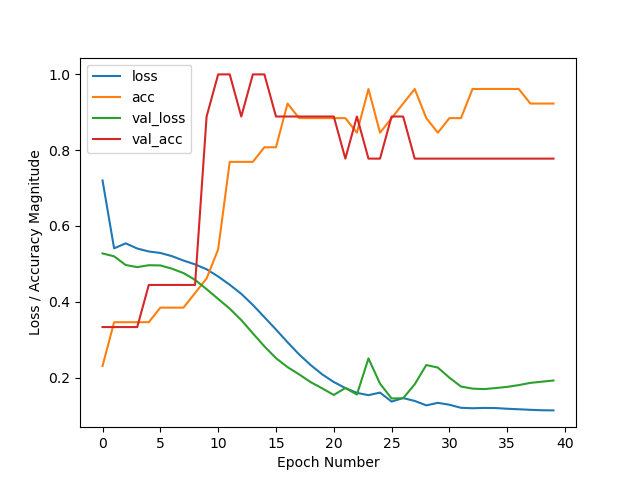 loss
acc
val_loss
val_acc
Loss / Accuracy Magnitude
1.0
0.8
0.6
0.4
0.2
0 5 10 15 20 25 30 35 40
Epoch Number